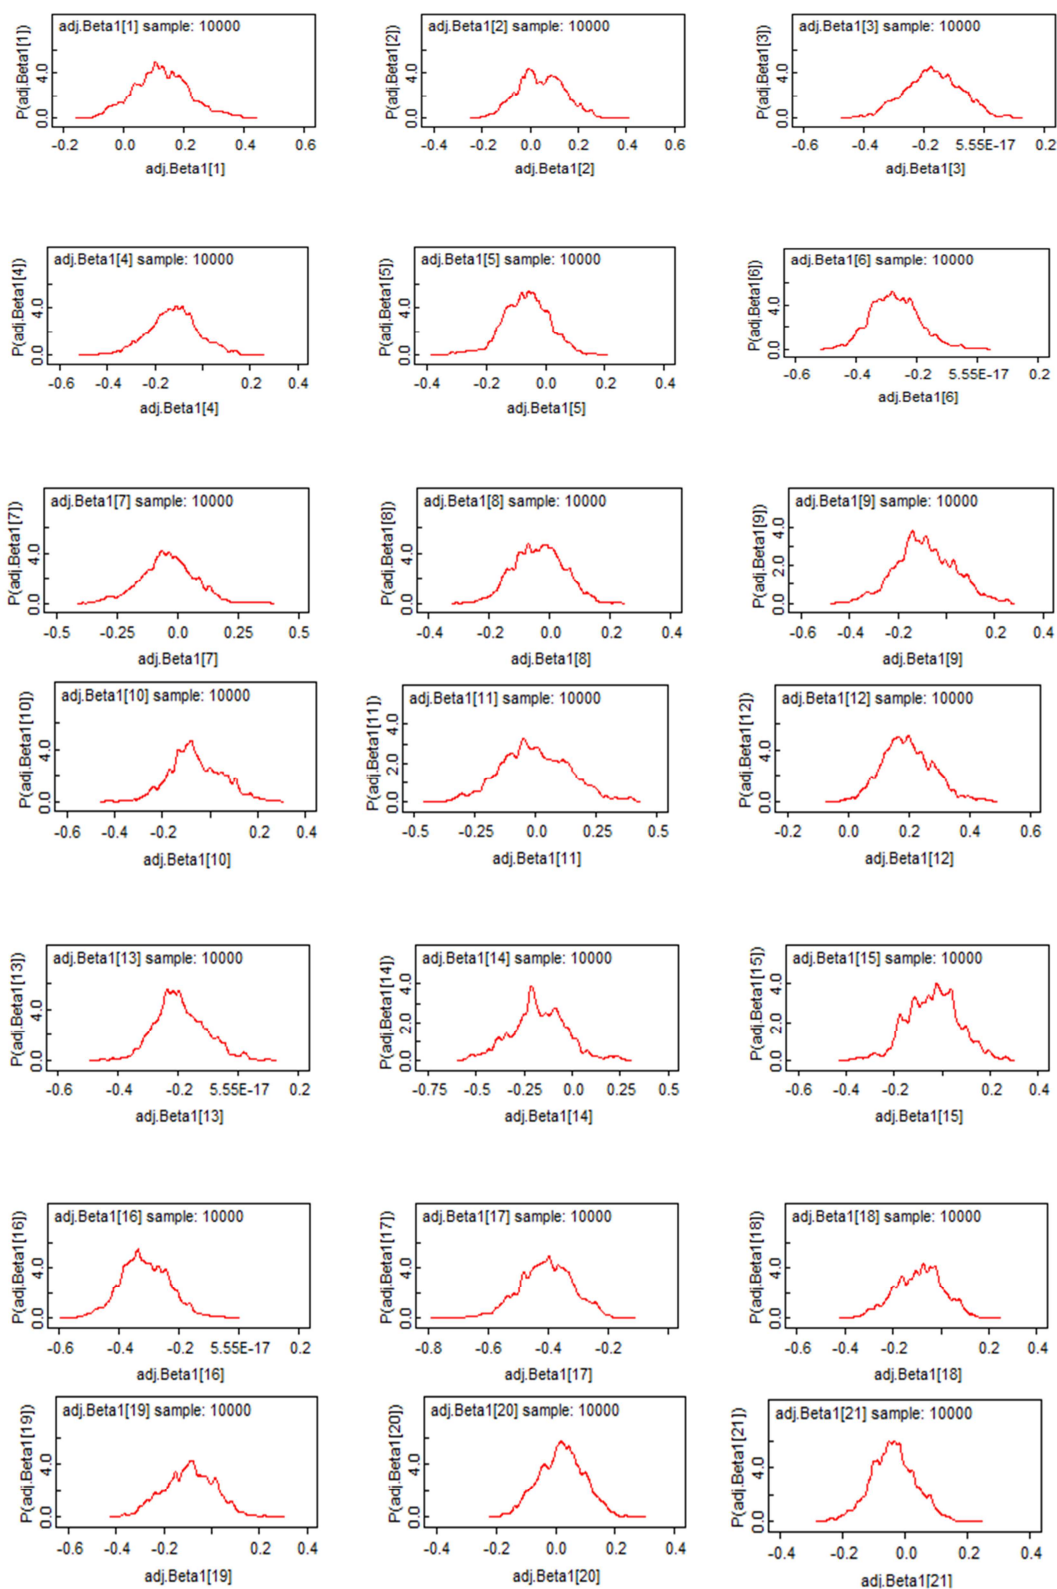 adj.Beta1[1] sample: 10000
P(adj.Beta1[1])
4.0
0.0
-0.2 0.0 0.2 0.4 0.6
adj.Beta1[1]
adj.Beta1[2] sample: 10000
P(adj.Beta1[2])
4.0
0.0
-0.4 -0.2 0.0 0.2 0.4 0.6
adj.Beta1[2]
adj.Beta1[3] sample: 10000
P(adj.Beta1[3])
4.0
0.0
-0.6 -0.4 -0.2 5.55E-17 0.2
adj.Beta1[3]
adj.Beta1[4] sample: 10000
P(adj.Beta1[4])
4.0
0.0
-0.6 -0.4 -0.2 0.2 0.4
adj.Beta1[4]
adj.Beta1[5] sample: 10000
P(adj.Beta1[5])
4.0
0.0
-0.4 -0.2 0.0 0.2 0.4
adj.Beta1[5]
adj.Beta1[6] sample: 10000
P(adj.Beta1[6])
4.0
0.0
-0.6 -0.4 -0.2 5.55E-17 0.2
adj.Beta1[6]
adj.Beta1[7] sample: 10000
P(adj.Beta1[7])
4.0
0.0
-0.5 -0.25 0.0 0.25 0.5
adj.Beta1[7]
adj.Beta1[8] sample: 10000
P(adj.Beta1[8])
4.0
0.0
-0.4 -0.2 0.0 0.2 0.4
adj.Beta1[8]
adj.Beta1[9] sample: 10000
P(adj.Beta1[9])
4.0
2.0
0.0
-0.6 -0.4 -0.2 0.0 0.2 0.4
adj.Beta1[9]
adj.Beta1[10] sample: 10000
P(adj.Beta1[10])
4.0
0.0
-0.6 -0.4 -0.2 0.0 0.2 0.4
adj.Beta1[10]
adj.Beta1[11] sample: 10000
P(adj.Beta1[11])
4.0
2.0
0.0
-0.5 -0.25 0.0 0.25 0.5
adj.Beta1[11]
adj.Beta1[12] sample: 10000
P(adj.Beta1[12])
4.0
0.0
-0.2 0.0 0.2 0.4 0.6
adj.Beta1[12]
adj.Beta1[13] sample: 10000
P(adj.Beta1[13])
4.0
0.0
-0.6 -0.4 -0.2 5.55E-17 0.2
adj.Beta1[13]
adj.Beta1[14] sample: 10000
P(adj.Beta1[14])
4.0
2.0
0.0
-0.75 -0.5 -0.25 0.0 0.25 0.5
adj.Beta1[14]
adj.Beta1[15] sample: 10000
P(adj.Beta1[15])
4.0
2.0
0.0
-0.6 -0.4 -0.2 0.0 0.2 0.4
adj.Beta1[15]
adj.Beta1[16] sample: 10000
P(adj.Beta1[16])
4.0
0.0
-0.6 -0.4 -0.2 5.55E-17 0.2
adj.Beta1[16]
adj.Beta1[17] sample: 10000
P(adj.Beta1[17])
4.0
0.0
-0.8 -0.6 -0.4 -0.2
adj.Beta1[17]
adj.Beta1[18] sample: 10000
P(adj.Beta1[18])
4.0
0.0
-0.6 -0.4 -0.2 0.0 0.2 0.4
adj.Beta1[18]
adj.Beta1[19] sample: 10000
P(adj.Beta1[19])
4.0
0.0
-0.6 -0.4 -0.2 0.0 0.2 0.4
adj.Beta1[19]
adj.Beta1[20] sample: 10000
P(adj.Beta1[20])
4.0
0.0
-0.4 -0.2 0.0 0.2 0.4
adj.Beta1[20]
adj.Beta1[21] sample: 10000
P(adj.Beta1[21])
4.0
0.0
-0.4 -0.2 0.0 0.2 0.4
adj.Beta1[21]